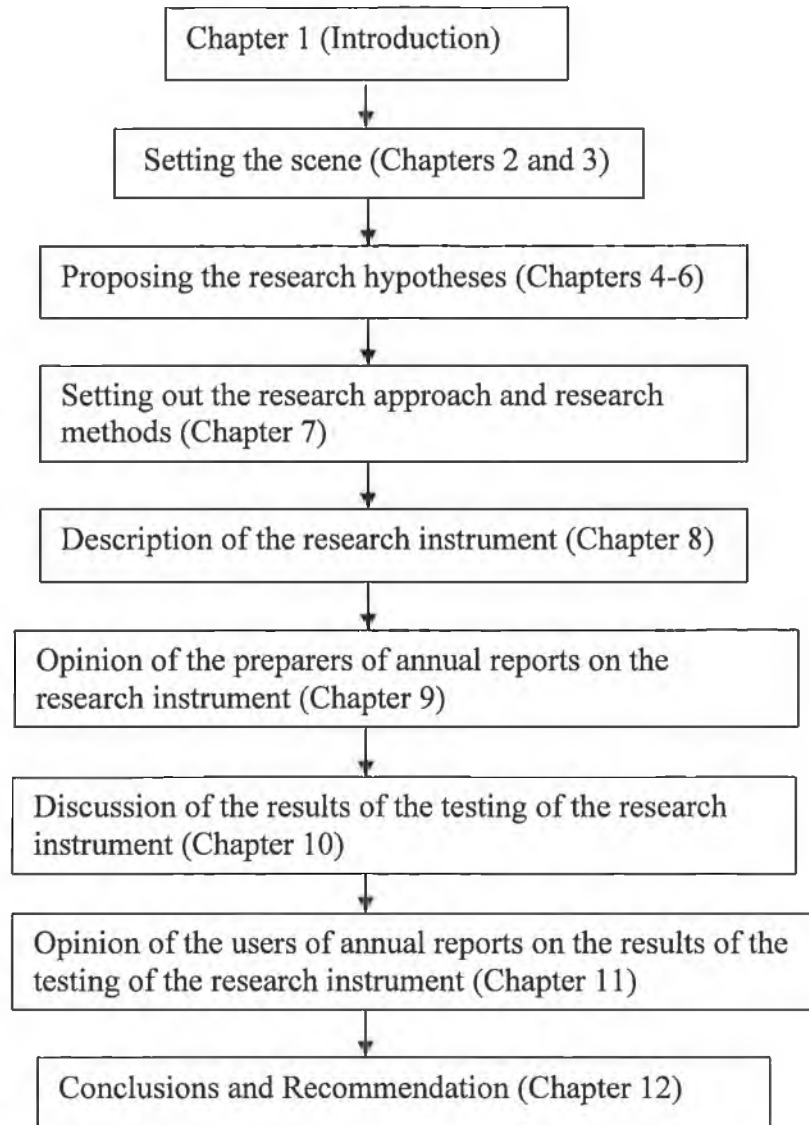 Chapter 1 (Introduction)
Setting the scene (Chapters 2 and 3)
Proposing the research hypotheses (Chapters 4-6)
Setting out the research approach and research
methods (Chapter 7)
Description of the research instrument (Chapter 8)
Opinion of the preparers of annual reports on the
research instrument (Chapter 9)
Discussion of the results of the testing of the research
instrument (Chapter 10)
Opinion of the users of annual reports on the results of the
testing of the research instrument (Chapter 11)
Conclusions and Recommendation (Chapter 12)